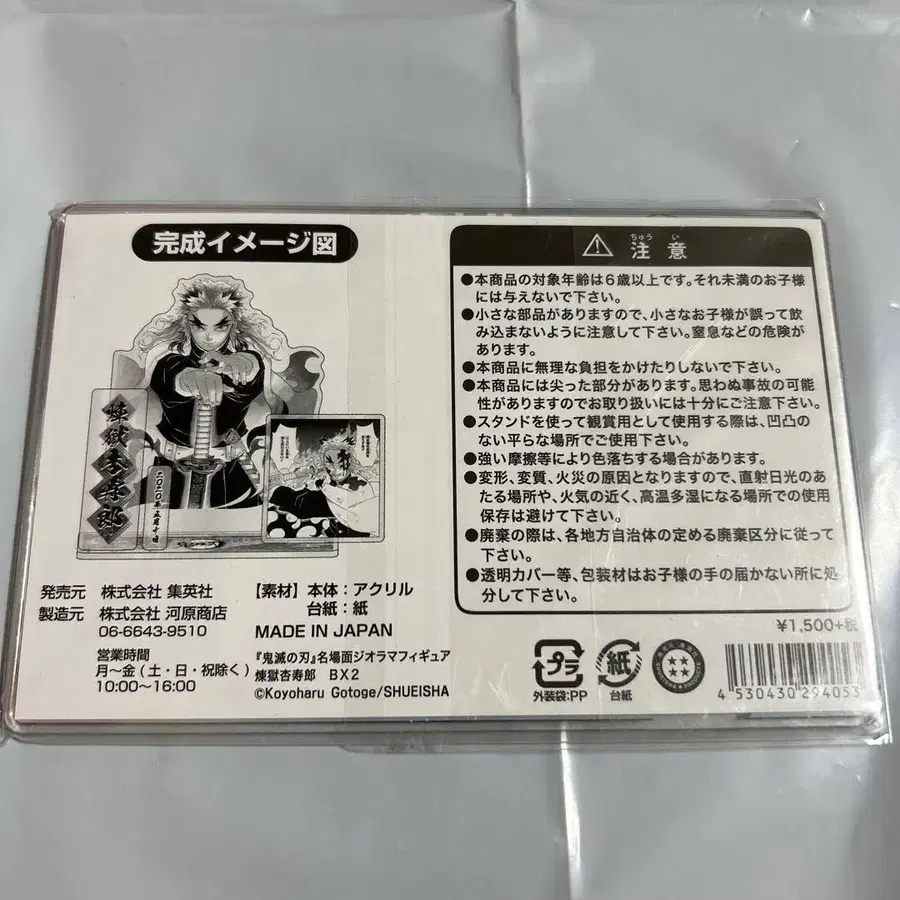 完成イメージ図
煉獄杏寿郎
二〇二〇年五月十日
発売元 株式会社 集英社
製造元 株式会社 河原商店
06-6643-9510
営業時間
月～金(土・日・祝除く)
10:00～16:00
【素材】本体：アクリル
台紙：紙
MADE IN JAPAN
『鬼滅の刃』名場面ジオラマフィギュア
煉獄杏寿郎 BX2
©Koyoharu Gotoge/SHUEISHA
ちゅう い
注意
●本商品の対象年齢は6歳以上です。それ未満のお子様
には与えないで下さい。
●小さな部品がありますので、小さなお子様が誤って飲
み込まないように注意して下さい。窒息などの危険が
あります。
●本商品に無理な負担をかけたりしないで下さい。
●本商品には尖った部分があります。思わぬ事故の可能
性がありますのでお取り扱いには十分にご注意下さい。
●スタンドを使って観賞用として使用する際は、凹凸の
ない平らな場所でご使用下さい。
●強い摩擦等により色落ちする場合があります。
●変形、変質、火災の原因となりますので、直射日光のあ
たる場所や、火気の近く、高温多湿になる場所での使用
保存は避けて下さい。
●廃棄の際は、各地方自治体の定める廃棄区分に従って
下さい。
●透明カバー等、包装材はお子様の手の届かない所に処
分して下さい。
¥1,500+税
プラ
外装袋:PP
紙
台紙
4 530430 294053